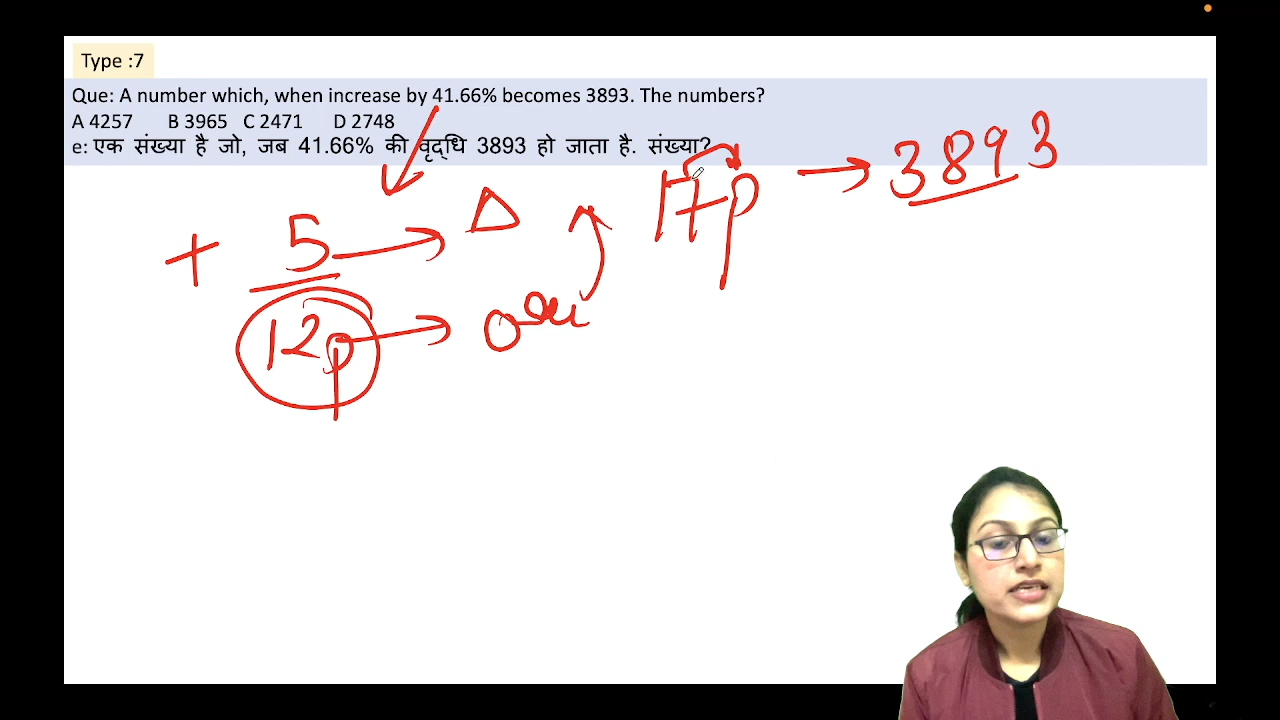 Type :7
Que: A number which, when increase by 41.66% becomes 3893. The numbers?
A 4257 B 3965 C 2471 D 2748
e: एक संख्या है जो, जब 41.66% की वृद्धि 3893 हो जाता है. संख्या?
17p → 3893
+ 5 → Δ
12p →